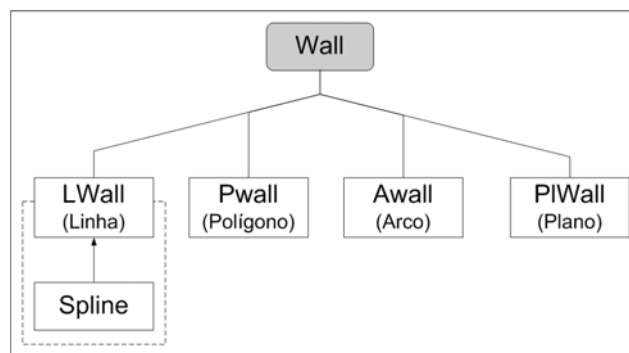 Wall
LWall
(Linha)
Pwall
(Polígono)
Awall
(Arco)
PlWall
(Plano)
Spline